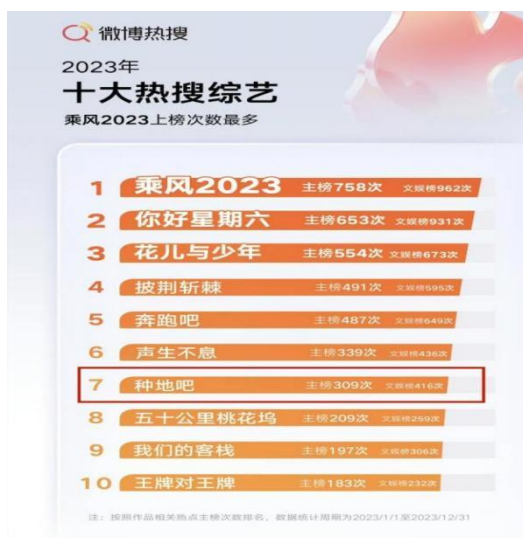 微博热搜
2023年
十大热搜综艺
乘风2023上榜次数最多
1 乘风2023 主榜758次 文娱榜962次
2 你好星期六 主榜653次 文娱榜931次
3 花儿与少年 主榜554次 文娱榜673次
4 披荆斩棘 主榜491次 文娱榜595次
5 奔跑吧 主榜487次 文娱榜649次
6 声生不息 主榜339次 文娱榜436次
7 种地吧 主榜309次 文娱榜416次
8 五十公里桃花坞 主榜209次 文娱榜259次
9 我们的客栈 主榜197次 文娱榜306次
10 王牌对王牌 主榜183次 文娱榜232次
注：按照作品相关热点主榜次数排名，数据统计周期为2023/1/1至2023/12/31